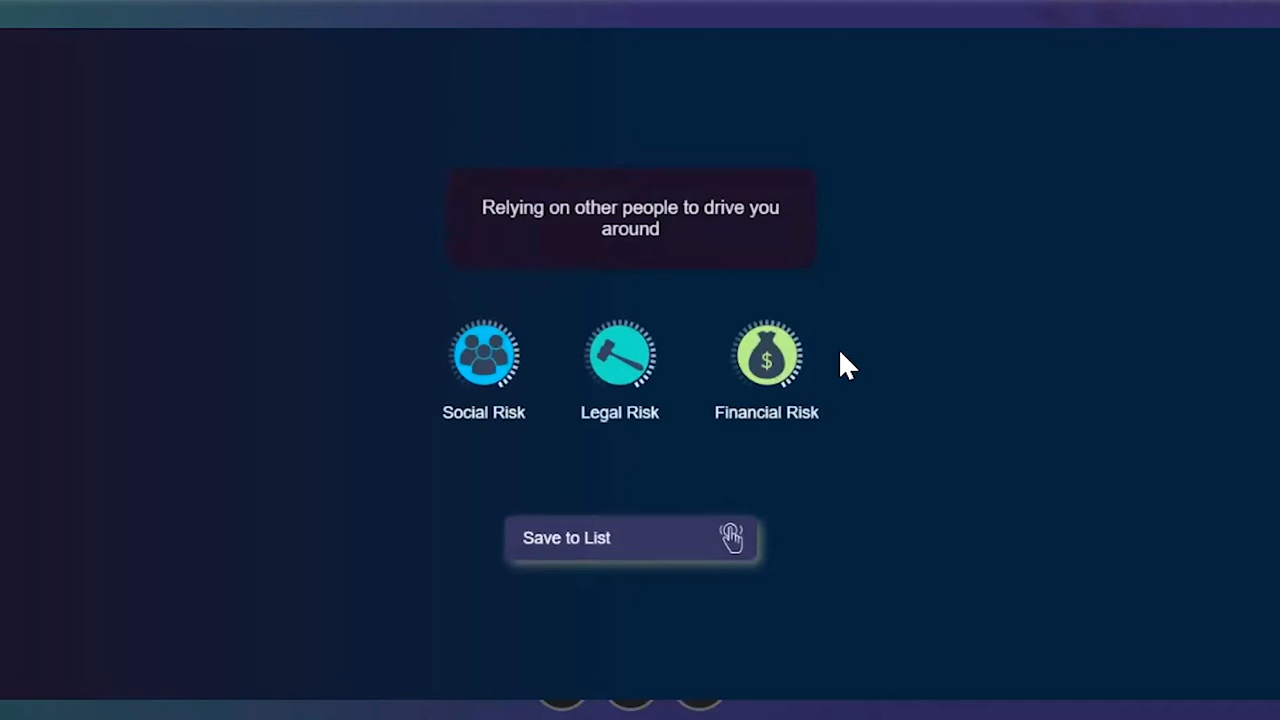 Relying on other people to drive you
around
Social Risk
Legal Risk
Financial Risk
$
Save to List